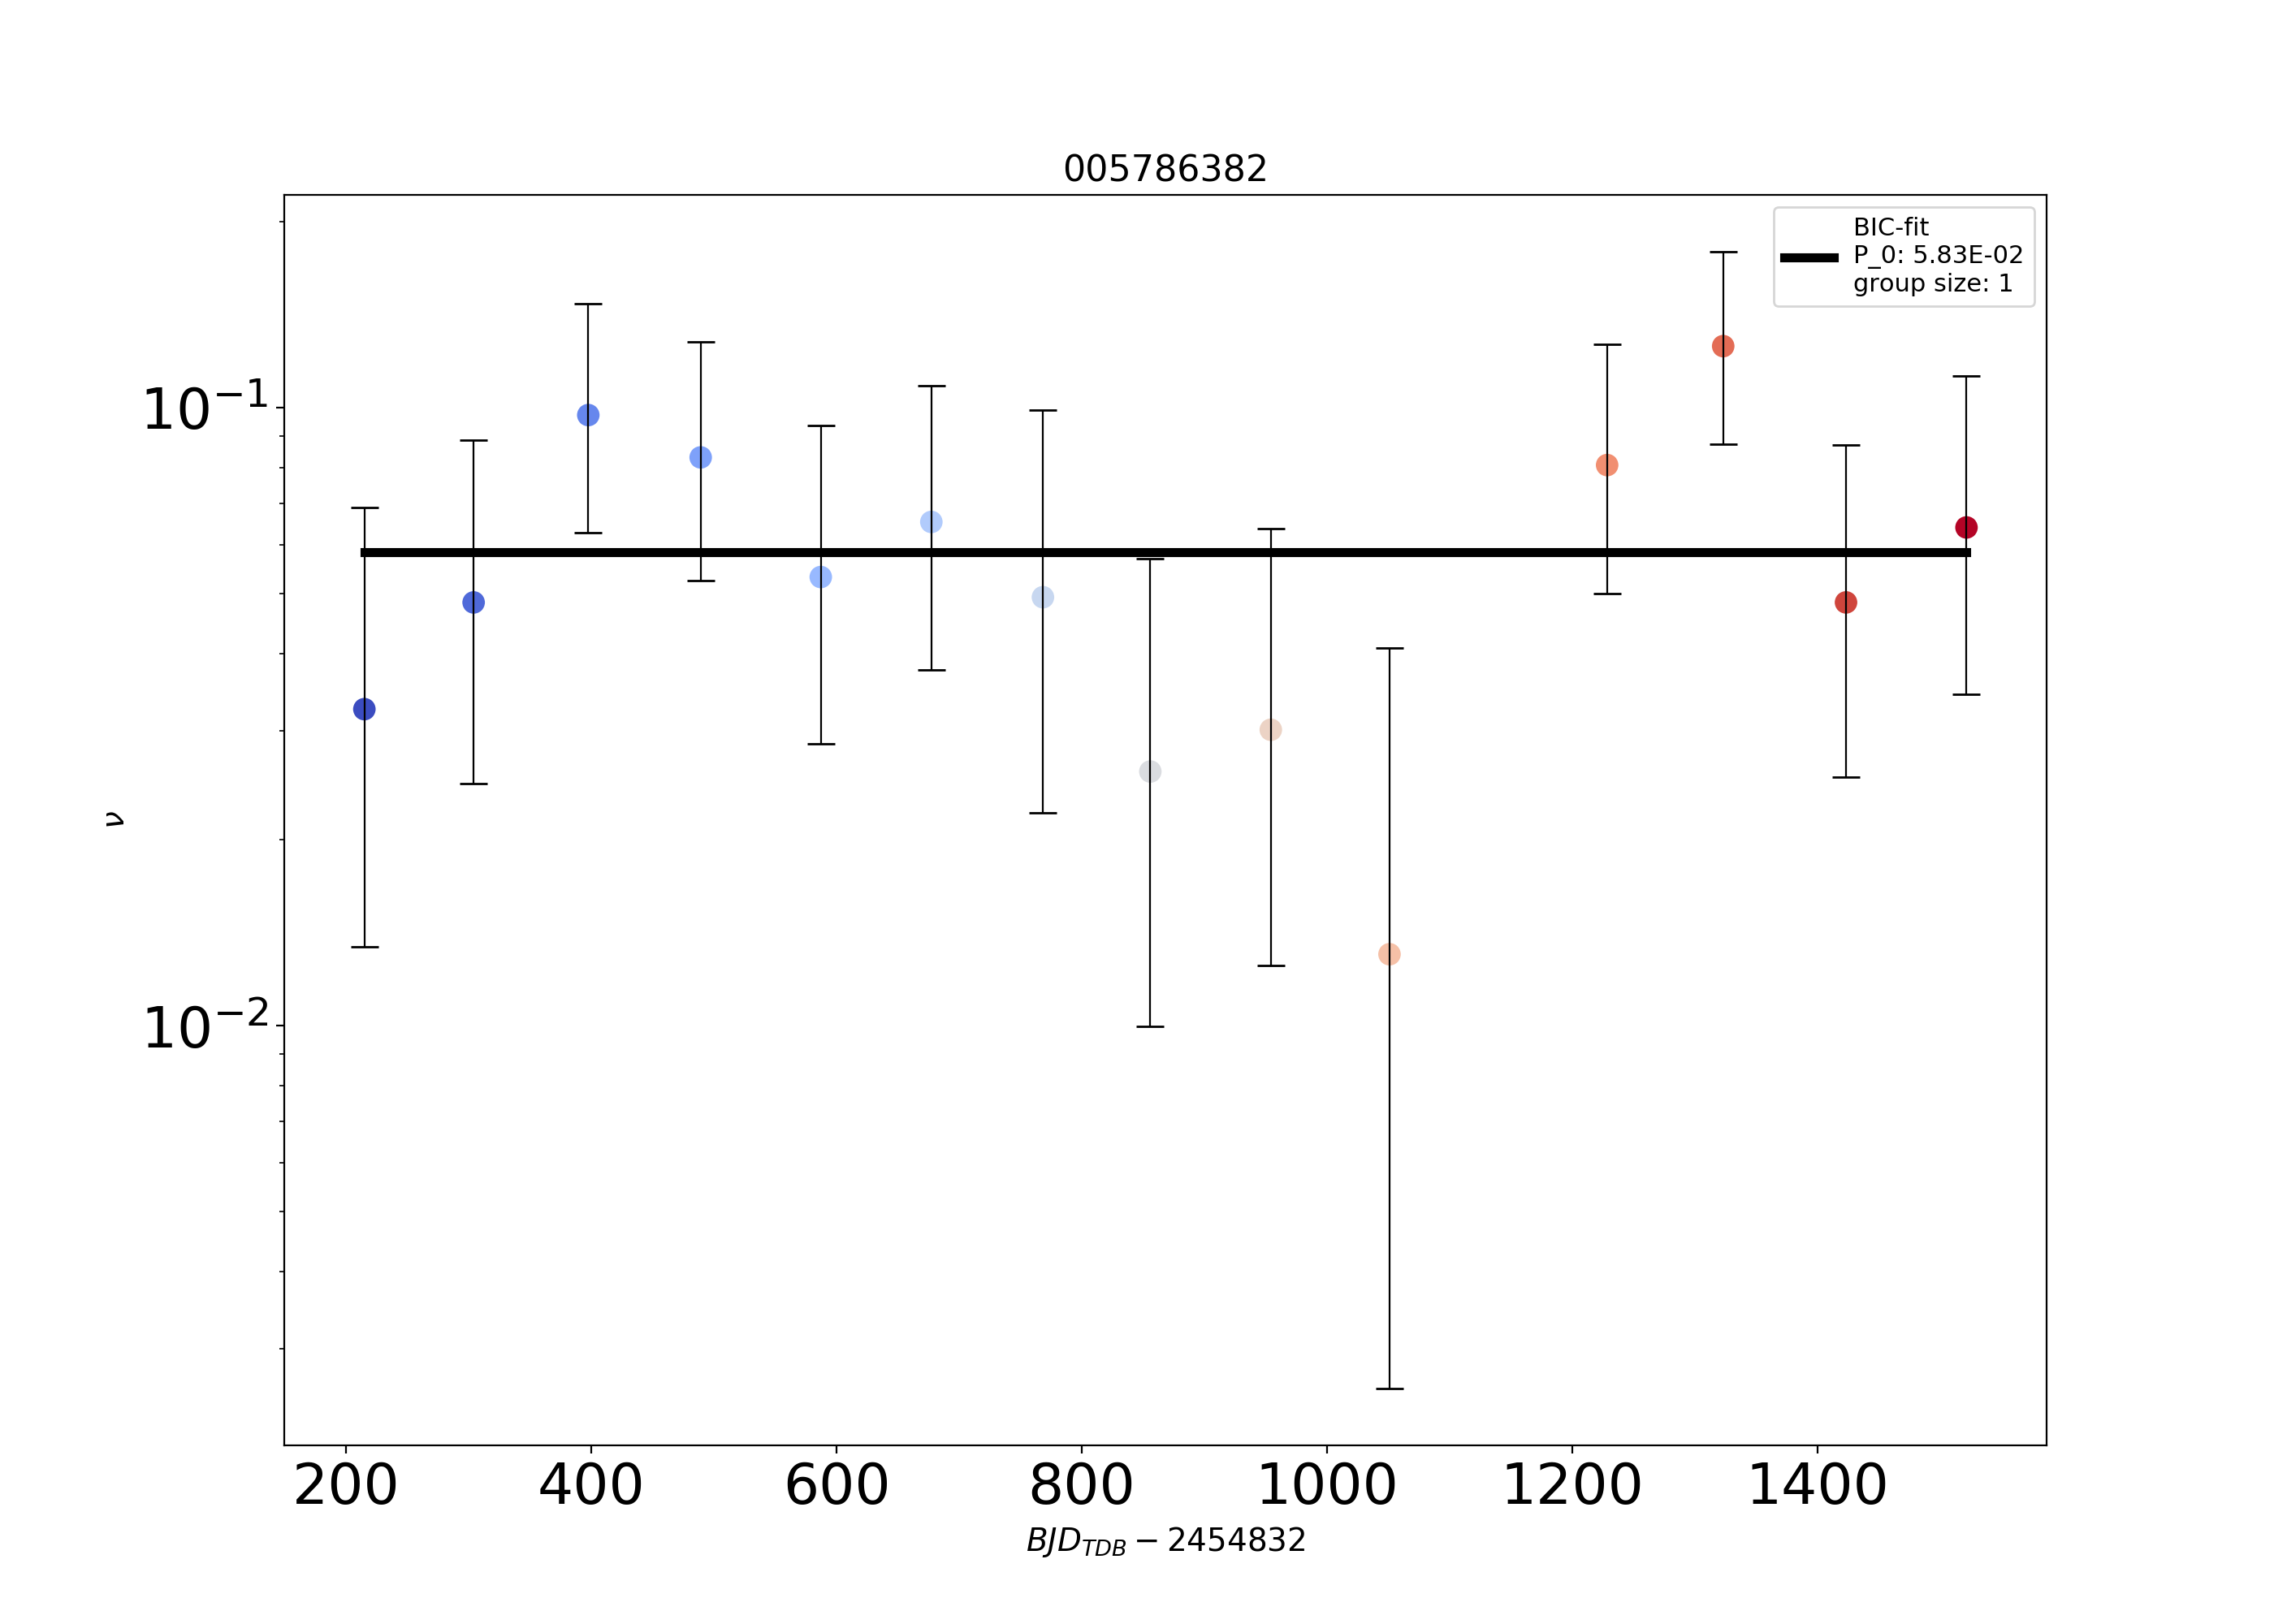 005786382
BIC-fit
P_0: 5.83E-02
group size: 1
10⁻¹
10⁻²
ν
200 400 600 800 1000 1200 1400
BJD_TDB − 2454832